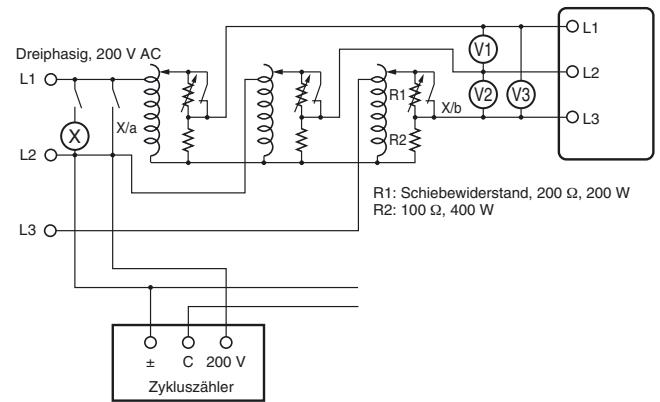 Dreiphasig, 200 V AC
L1
X/a
X
L2
L3
R1
R2
X/b
V1
V2
V3
L1
L2
L3
R1: Schiebewiderstand, 200 Ω, 200 W
R2: 100 Ω, 400 W
± C 200 V
Zykluszähler